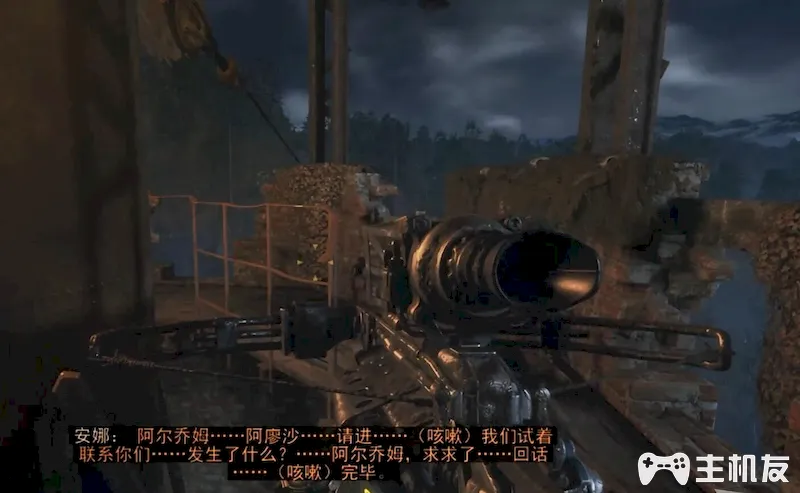 安娜： 阿尔乔姆……阿廖沙……请进……（咳嗽）我们试着
联系你们……发生了什么？……阿尔乔姆，求求了……回话
……（咳嗽）完毕。
主机友